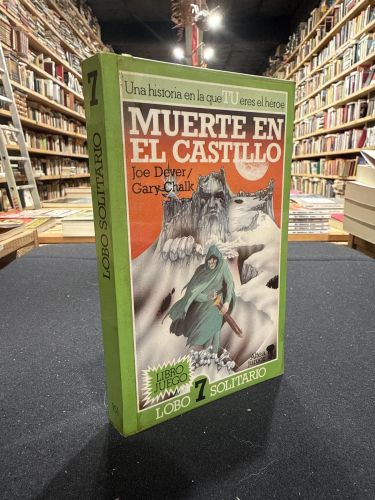 Una historia en la que TU eres el héroe
MUERTE EN
EL CASTILLO
Joe Dever/
Gary Chalk
LIBRO
JUEGO
LOBO 7 SOLITARIO
7
LOBO SOLITARIO